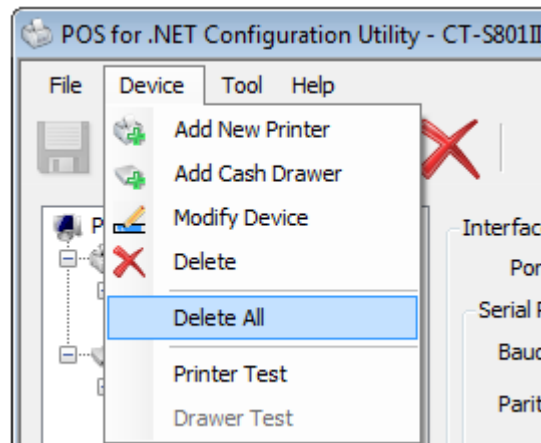 POS for .NET Configuration Utility - CT-S801II
File Device Tool Help
Add New Printer
Add Cash Drawer
Modify Device
Delete
Delete All
Printer Test
Drawer Test
P
Interfac
Por
Serial
Baud
Parit